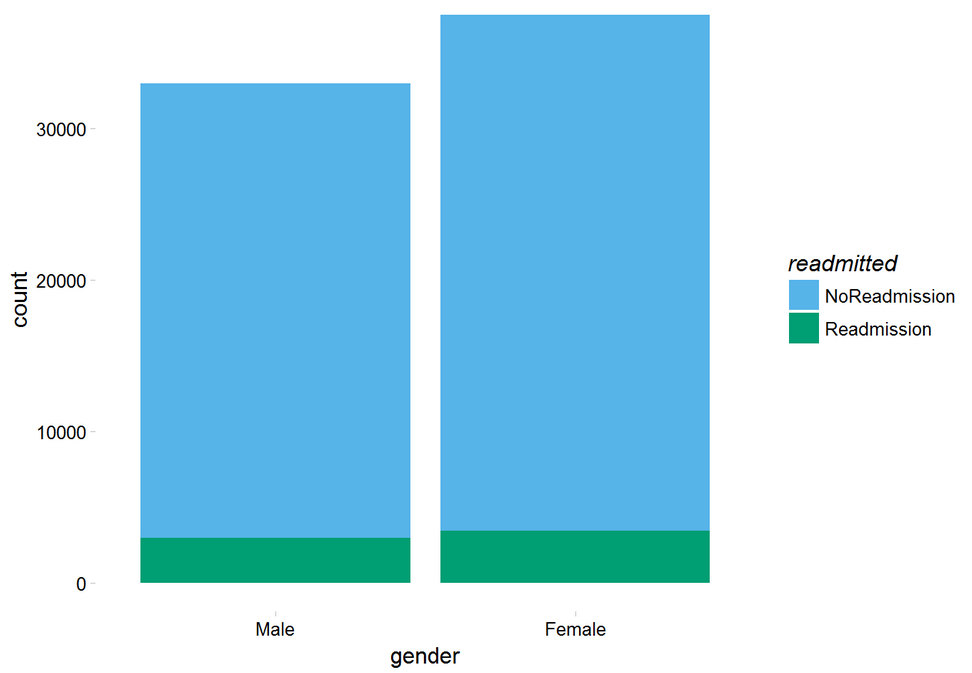 30000
20000
10000
0
count
Male
Female
gender
readmitted
NoReadmission
Readmission